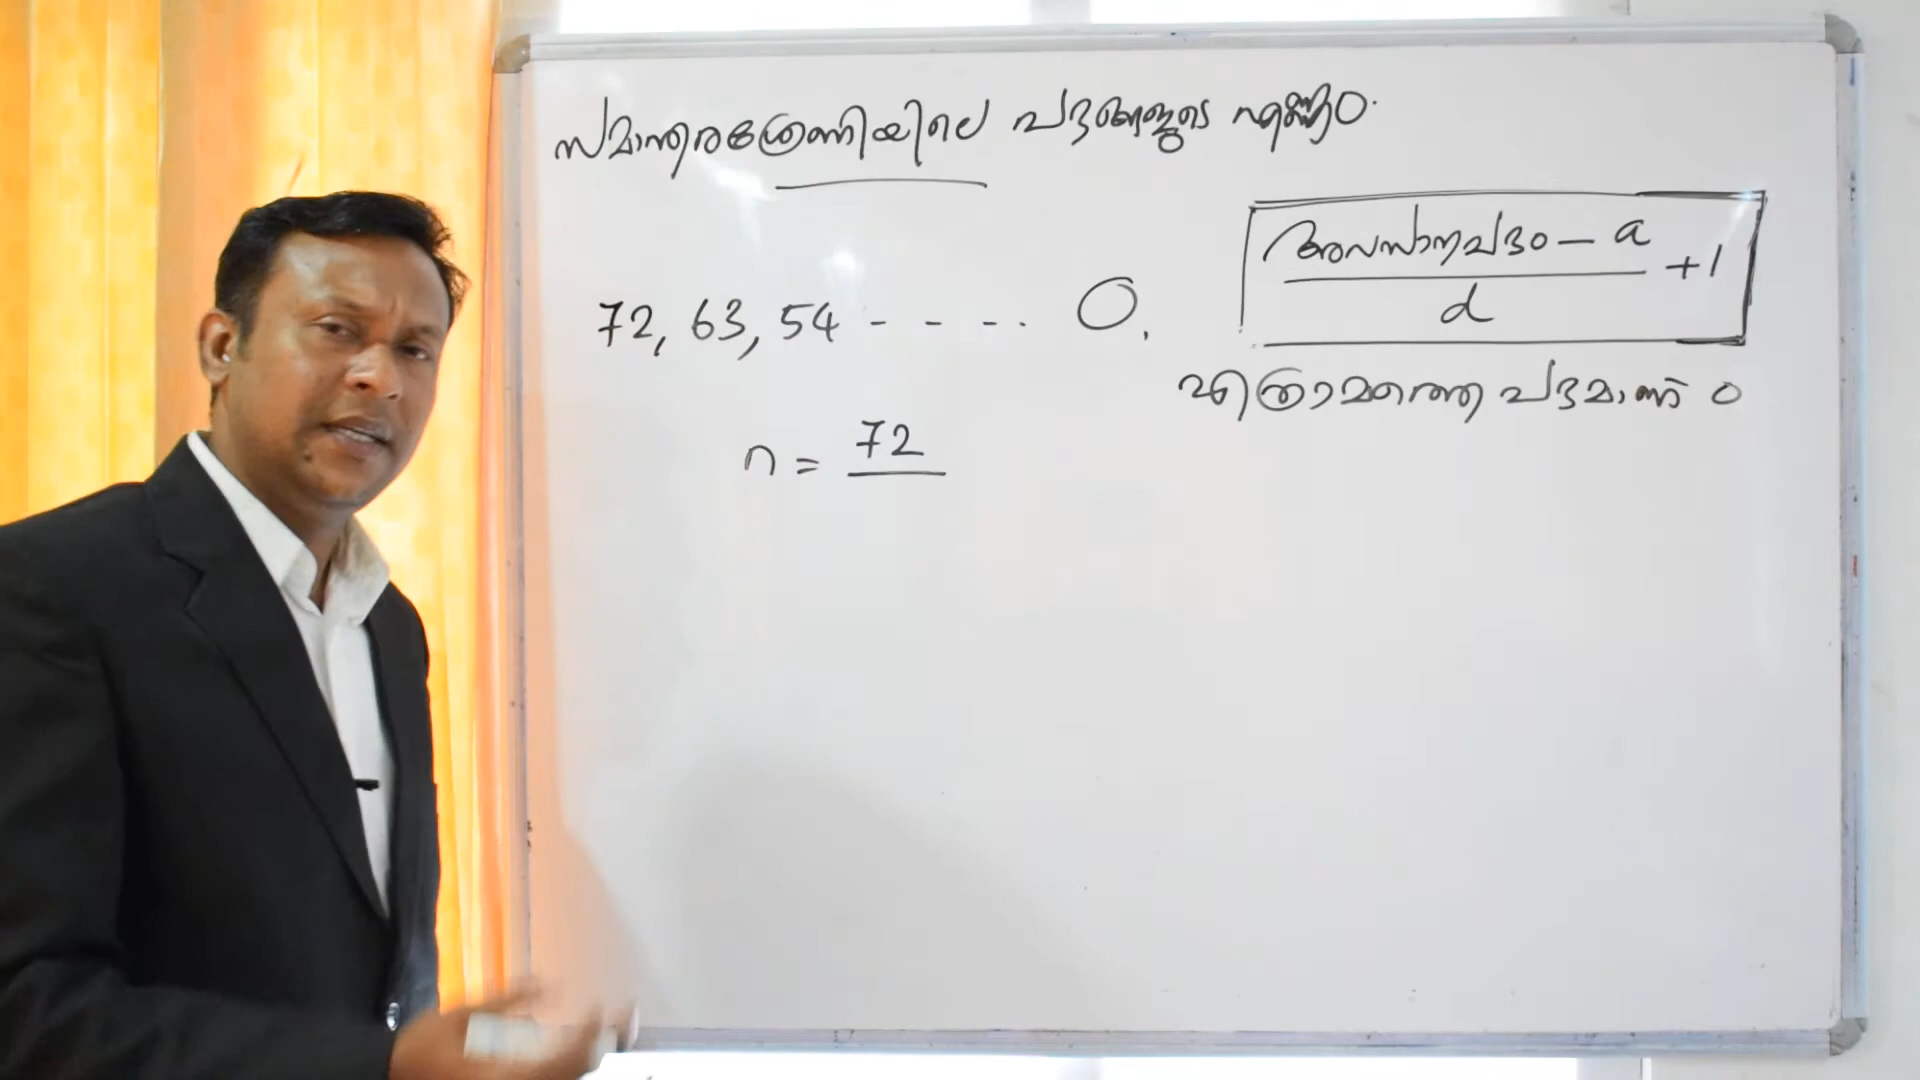 സമാന്തരശ്രേണിയിലെ പദങ്ങളുടെ എണ്ണം.
അവസാനപദം – a
d
+1
72, 63, 54 - - - - . 0.
എത്രാമത്തെ പദമാണ് 0
n = 72